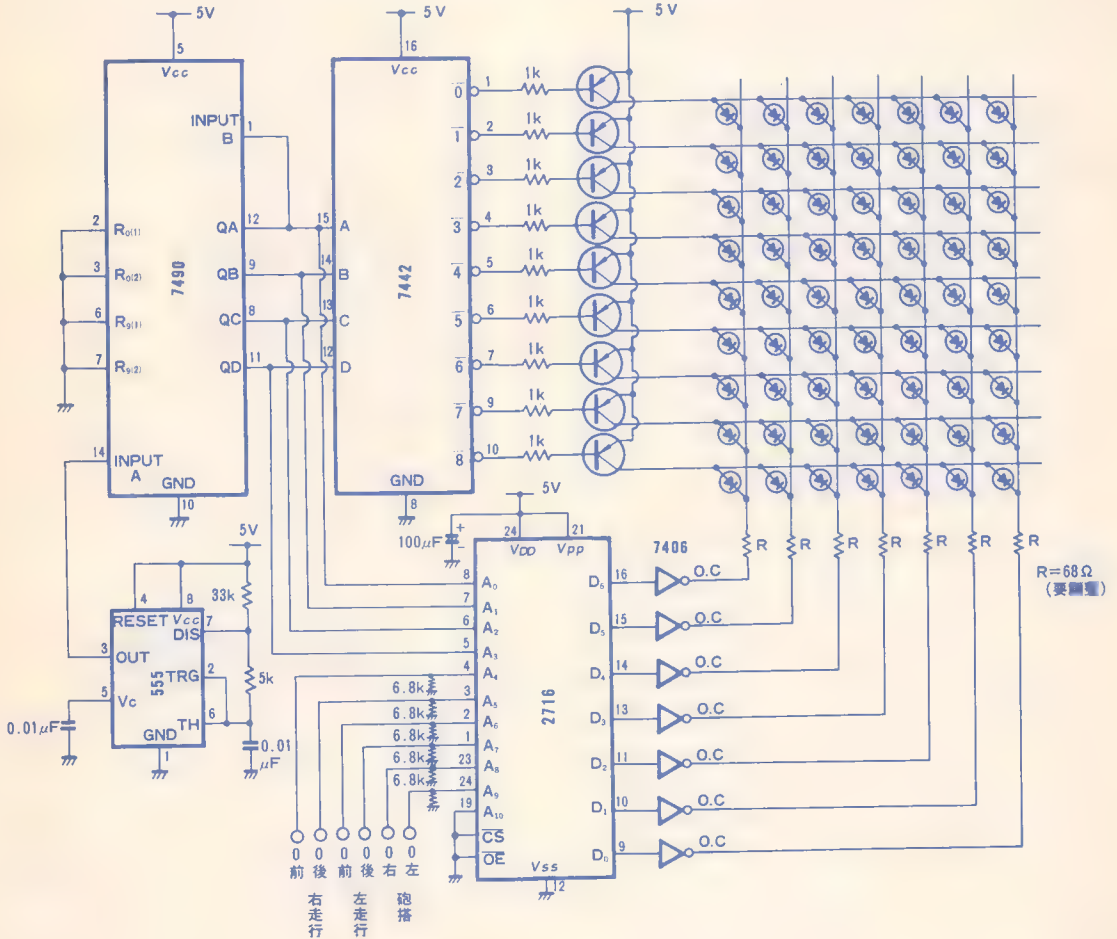 5V
5V
5V
5
Vcc
16
Vcc
INPUT
B
1
7490
2
R0(1)
3
R0(2)
6
R9(1)
7
R9(2)
12
QA
9
QB
8
QC
11
QD
14
INPUT
A
GND
10
7442
15
A
14
B
13
C
12
D
GND
8
0
1
1k
1
2
1k
2
3
1k
3
4
1k
4
5
1k
5
6
1k
6
7
1k
7
9
1k
8
10
1k
5V
100μF
+
-
24
VDD
21
VPP
7406
5V
33k
4
8
RESET
Vcc
7
DIS
3
OUT
555
2
TRG
5k
5
Vc
6
TH
0.01μF
GND
1
0.01
μF
2716
8
A0
7
A1
6
A2
5
A3
4
A4
6.8k
3
A5
6.8k
2
A6
6.8k
1
A7
6.8k
23
A8
6.8k
24
A9
19
A10
CS
OE
Vss
12
16
D6
O.C
R
15
D5
O.C
R
14
D4
O.C
R
13
D3
O.C
R
11
D2
O.C
R
10
D1
O.C
R
9
D0
O.C
R
R=68Ω
(要調整)
0前
0後
0前
0後
0右
0左
右走行
左走行
砲搭